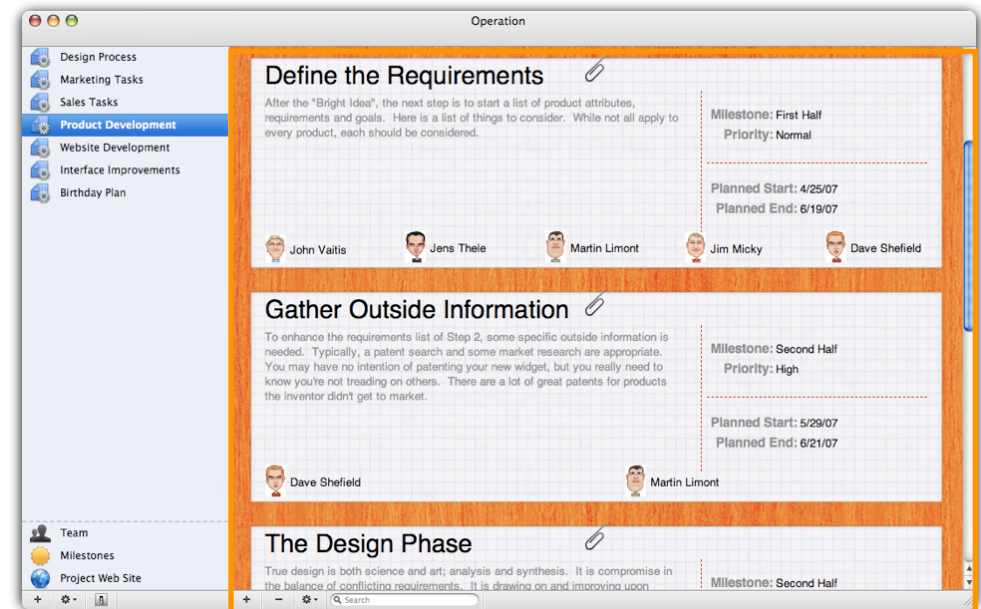 Operation
Design Process
Marketing Tasks
Sales Tasks
Product Development
Website Development
Interface Improvements
Birthday Plan
Team
Milestones
Project Web Site
Define the Requirements
After the "Bright Idea", the next step is to start a list of product attributes,
requirements and goals. Here is a list of things to consider. While not all apply to
every product, each should be considered.
Milestone: First Half
Priority: Normal
Planned Start: 4/25/07
Planned End: 6/19/07
John Vaitis
Jens Thele
Martin Limont
Jim Micky
Dave Shefield
Gather Outside Information
To enhance the requirements list of Step 2, some specific outside information is
needed. Typically, a patent search and some market research are appropriate.
You may have no intention of patenting your new widget, but you really need to
know you're not treading on others. There are a lot of great patents for products
the inventor didn't get to market.
Milestone: Second Half
Priority: High
Planned Start: 5/29/07
Planned End: 6/21/07
Dave Shefield
Martin Limont
The Design Phase
True design is both science and art; analysis and synthesis. It is compromise in
the balance of conflicting requirements. It is drawing on and improving upon
Milestone: Second Half
Search